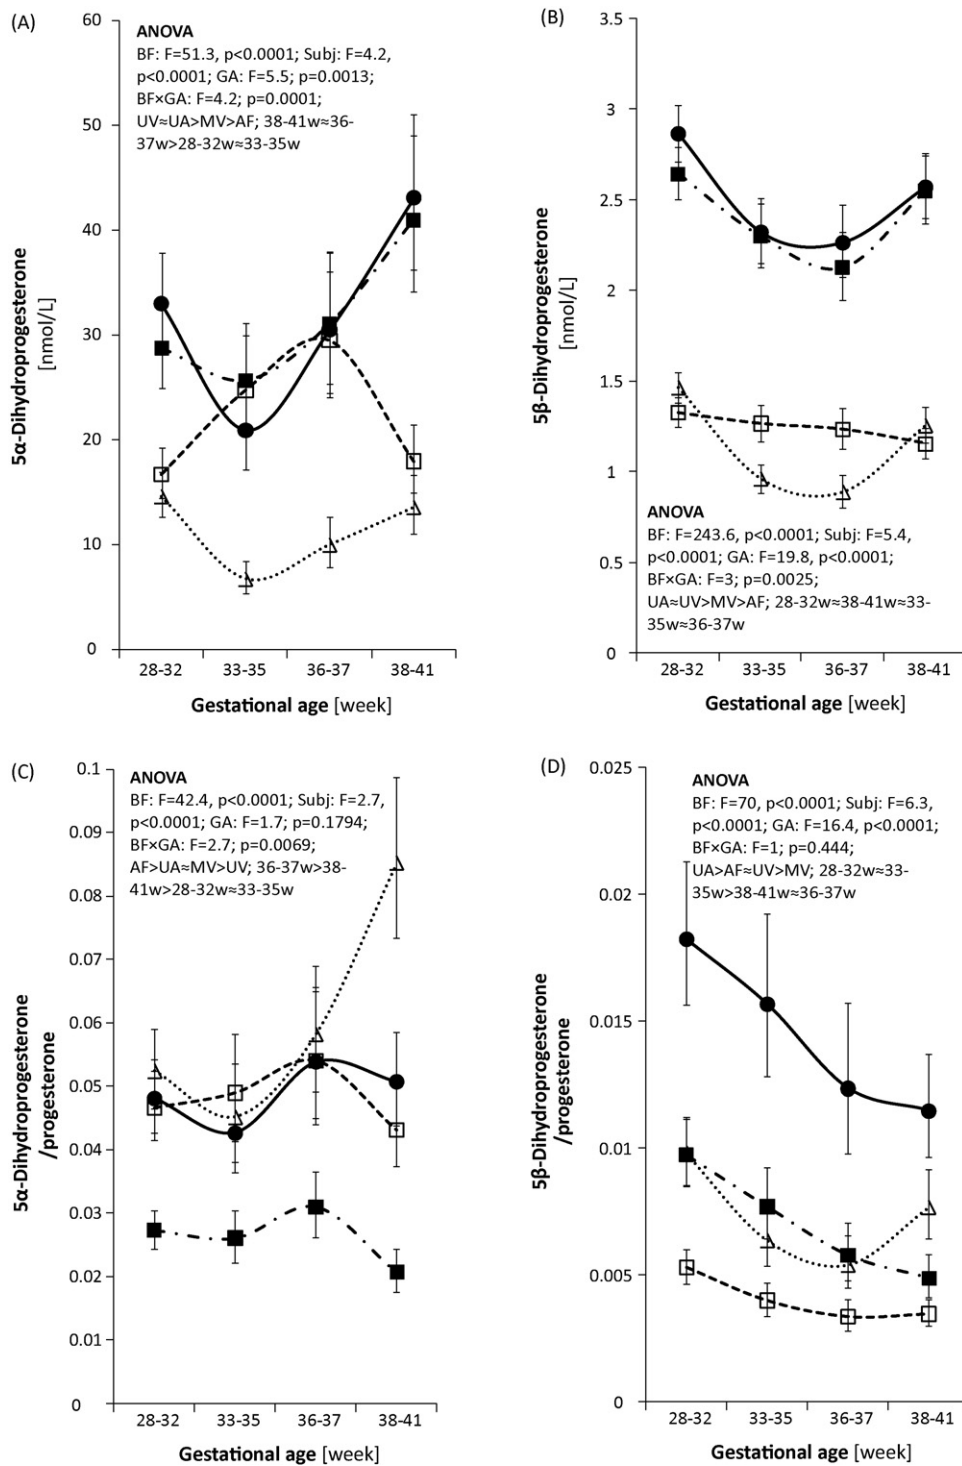 (A)
60
50
40
30
20
10
0
5α-Dihydroprogesterone
[nmol/L]
ANOVA
BF: F=51.3, p<0.0001; Subj: F=4.2,
p<0.0001; GA: F=5.5; p=0.0013;
BF×GA: F=4.2; p=0.0001;
UV≈UA>MV>AF; 38-41w≈36-
37w>28-32w≈33-35w
28-32
33-35
36-37
38-41
Gestational age [week]
(B)
3.5
3
2.5
2
1.5
1
0.5
0
5β-Dihydroprogesterone
[nmol/L]
ANOVA
BF: F=243.6, p<0.0001; Subj: F=5.4,
p<0.0001; GA: F=19.8, p<0.0001;
BF×GA: F=3; p=0.0025;
UA≈UV>MV>AF; 28-32w≈38-41w≈33-
35w≈36-37w
28-32
33-35
36-37
38-41
Gestational age [week]
(C)
0.1
0.09
0.08
0.07
0.06
0.05
0.04
0.03
0.02
0.01
0
5α-Dihydroprogesterone
/progesterone
ANOVA
BF: F=42.4, p<0.0001; Subj: F=2.7,
p<0.0001; GA: F=1.7; p=0.1794;
BF×GA: F=2.7; p=0.0069;
AF>UA≈MV>UV; 36-37w>38-
41w>28-32w≈33-35w
28-32
33-35
36-37
38-41
Gestational age [week]
(D)
0.025
0.02
0.015
0.01
0.005
0
5β-Dihydroprogesterone
/progesterone
ANOVA
BF: F=70, p<0.0001; Subj: F=6.3,
p<0.0001; GA: F=16.4, p<0.0001;
BF×GA: F=1; p=0.444;
UA>AF≈UV>MV; 28-32w≈33-
35w>38-41w≈36-37w
28-32
33-35
36-37
38-41
Gestational age [week]